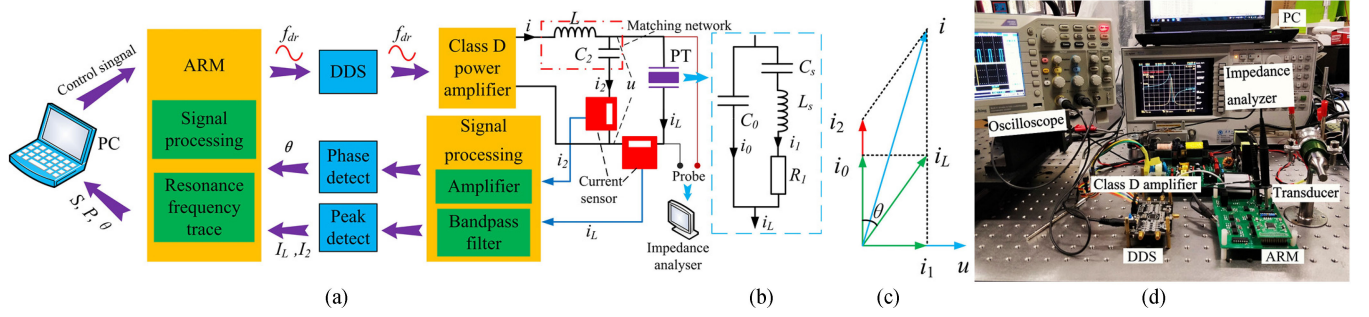 Control singnal
PC
S, P, θ
ARM
Signal
processing
Resonance
frequency
trace
f_dr
DDS
f_dr
θ
Phase
detect
I_L ,I_2
Peak
detect
Class D
power
amplifier
Signal
processing
Amplifier
Bandpass
filter
i
L
Matching network
C_2
PT
i_2
u
i_L
i_2
Current
sensor
i_L
Probe
Impedance
analyser
C_0
i_0
C_s
L_s
i_1
R_1
i_L
i
i_2
i_0
i_L
θ
i_1
u
PC
Impedance
analyzer
Oscilloscope
Class D amplifier
Transducer
DDS
ARM
(a)
(b)
(c)
(d)